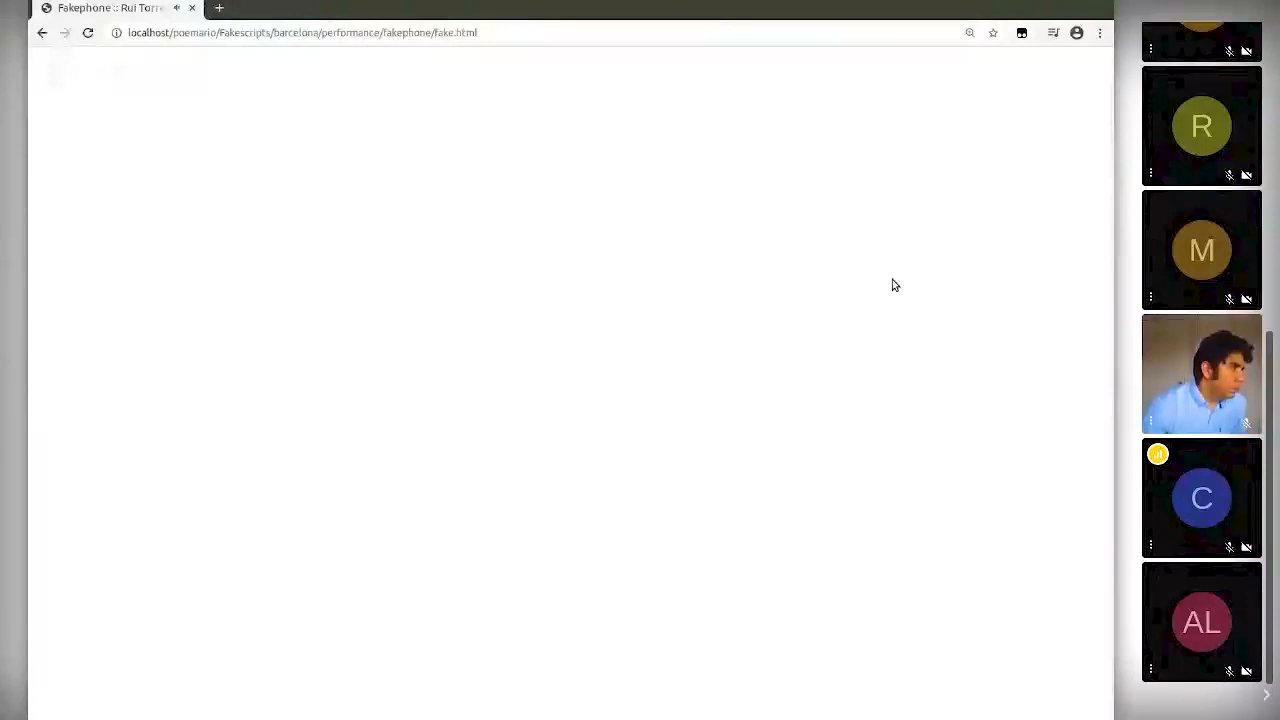 Fakephone :: Rui Torre
localhost/poemario/Fakescripts/barcelona/performance/fakephone/fake.html
R
M
C
AL